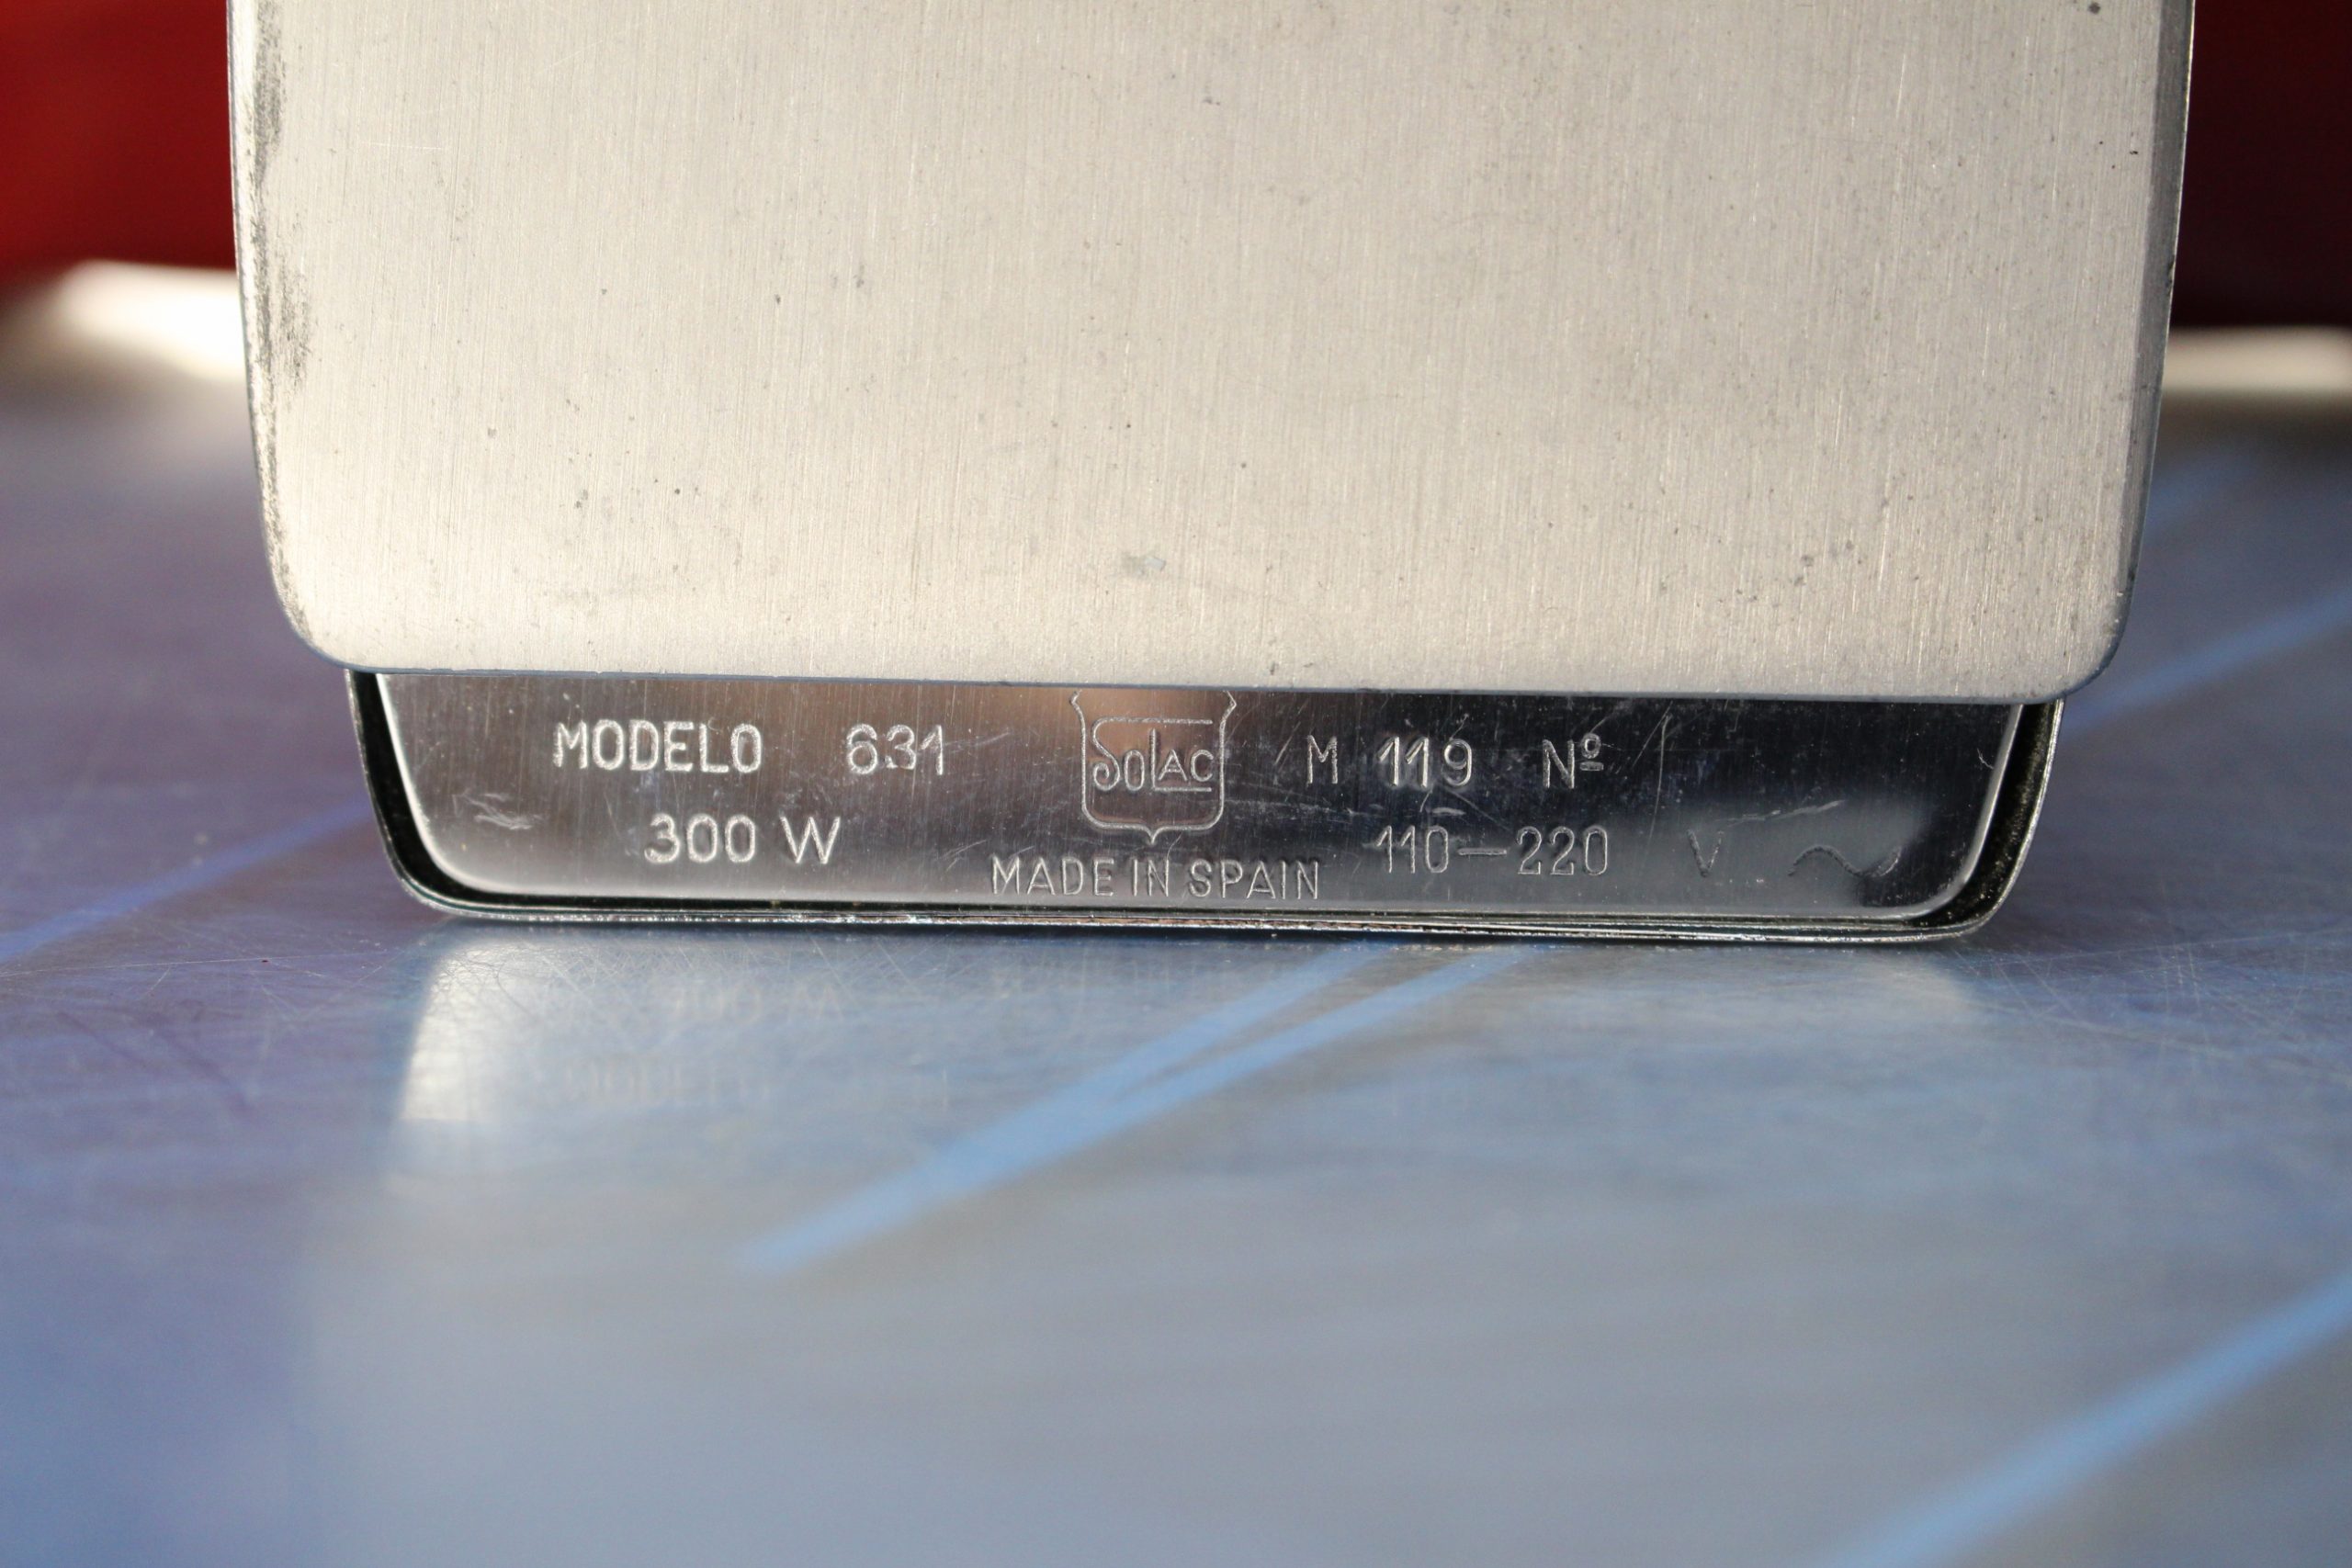 MODELO 631 SOLAC M 119 Nº
300 W 110-220 V ~
MADE IN SPAIN